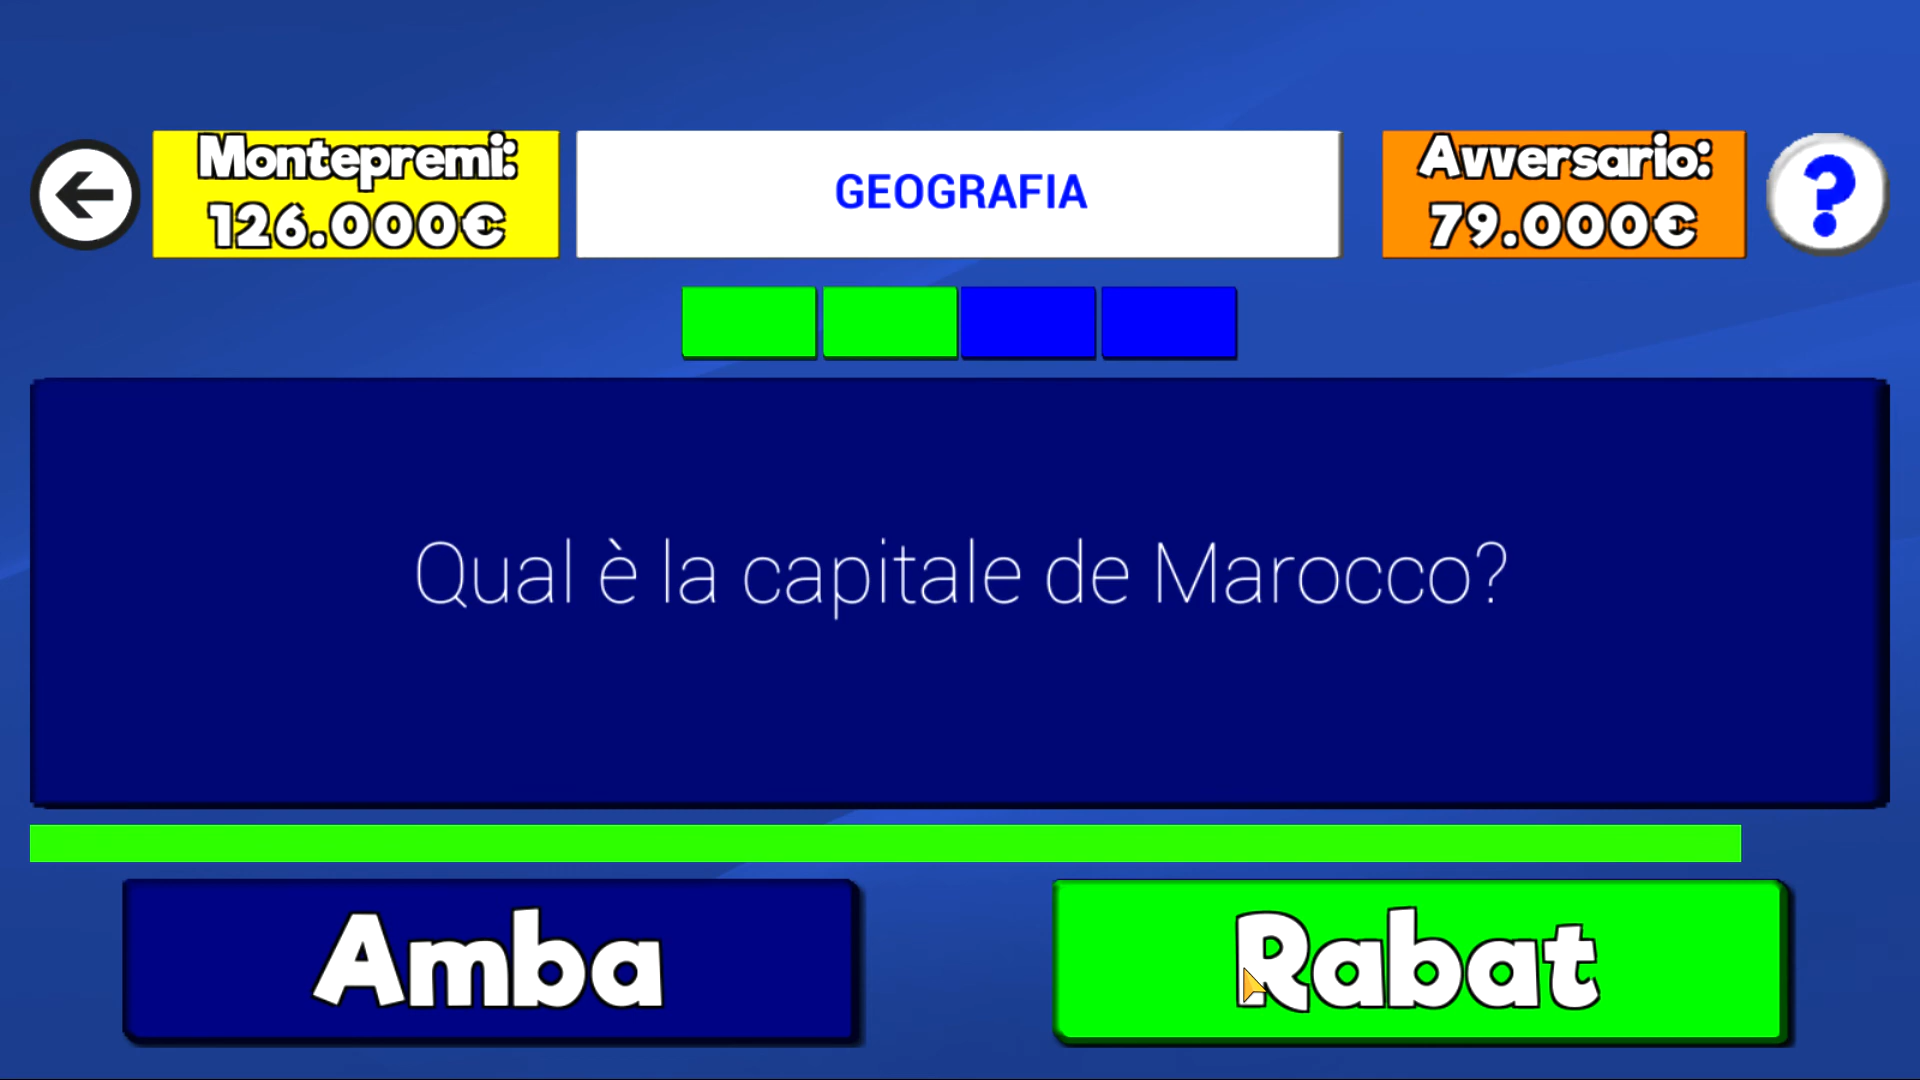 Montepremi:
126.000€
GEOGRAFIA
Avversario:
79.000€
?
Qual è la capitale de Marocco?
Amba
Rabat